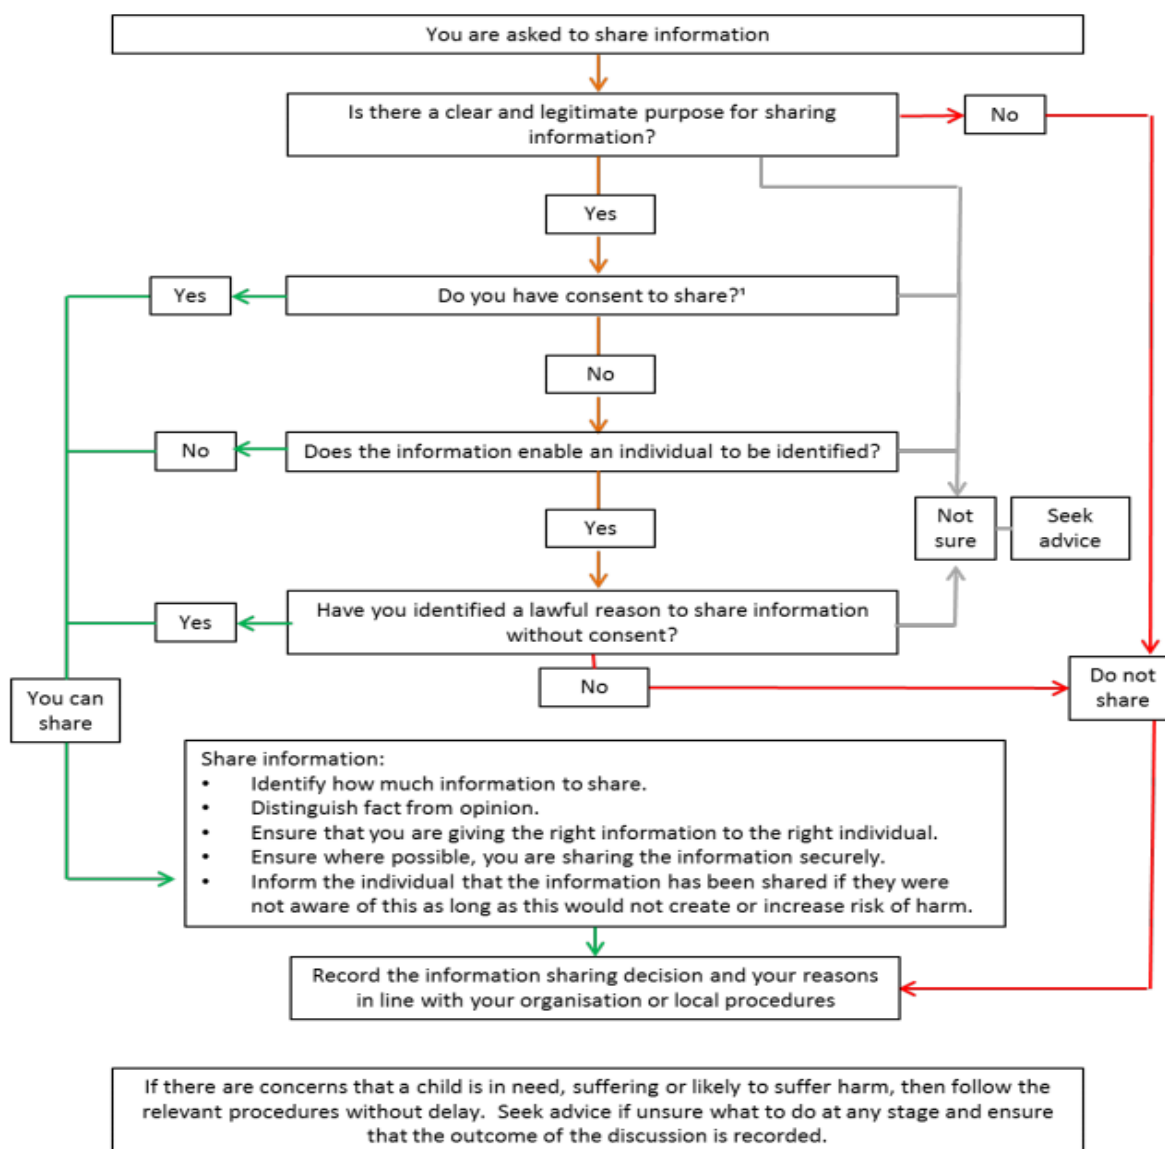 You are asked to share information
Is there a clear and legitimate purpose for sharing
information?
No
Yes
Yes
Do you have consent to share?¹
No
No
Does the information enable an individual to be identified?
Yes
Not
sure
Seek
advice
Yes
Have you identified a lawful reason to share information
without consent?
No
Do not
share
You can
share
Share information:
• Identify how much information to share.
• Distinguish fact from opinion.
• Ensure that you are giving the right information to the right individual.
• Ensure where possible, you are sharing the information securely.
• Inform the individual that the information has been shared if they were
not aware of this as long as this would not create or increase risk of harm.
Record the information sharing decision and your reasons
in line with your organisation or local procedures
If there are concerns that a child is in need, suffering or likely to suffer harm, then follow the
relevant procedures without delay. Seek advice if unsure what to do at any stage and ensure
that the outcome of the discussion is recorded.